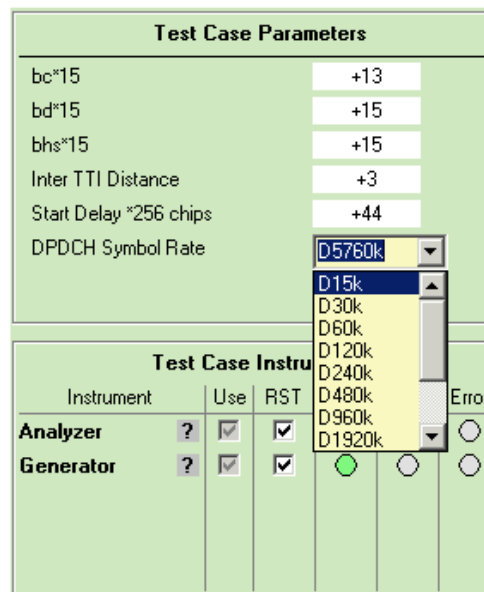 Test Case Parameters
bc*15 +13
bd*15 +15
bhs*15 +15
Inter TTI Distance +3
Start Delay *256 chips +44
DPDCH Symbol Rate D5760k
D15k
D30k
D60k
D120k
D240k
D480k
D960k
D1920k
Test Case Instru
Instrument Use RST Erro
Analyzer ?
Generator ?